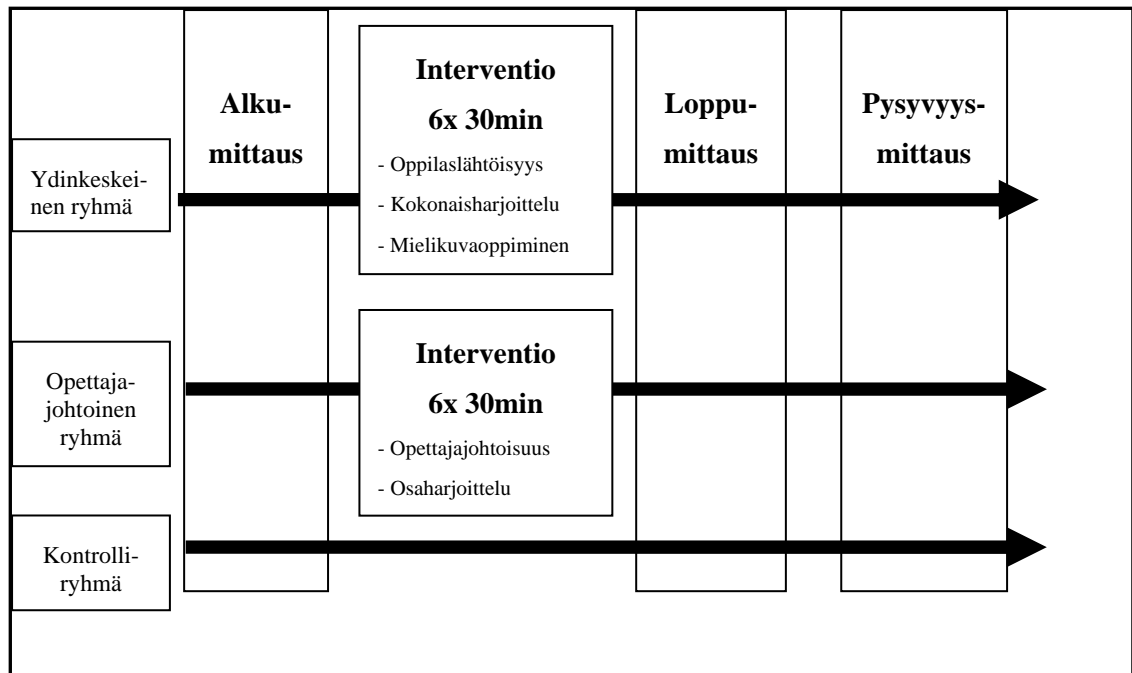 Alku-
mittaus
Interventio
6x 30min
- Oppilaslähtöisyys
- Kokonaisharjoittelu
- Mielikuvaoppiminen
Loppu-
mittaus
Pysyvyys-
mittaus
Ydinkeskei-
nen ryhmä
Opettaja-
johtoinen
ryhmä
Interventio
6x 30min
- Opettajajohtoisuus
- Osaharjoittelu
Kontrolli-
ryhmä